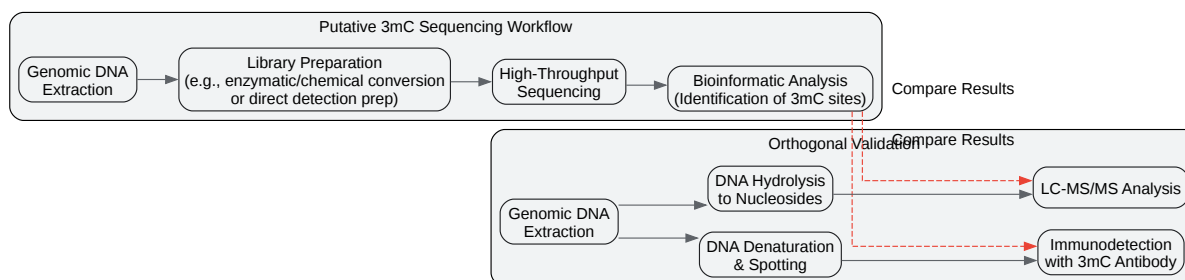 Putative 3mC Sequencing Workflow
Genomic DNA
Extraction
Library Preparation
(e.g., enzymatic/chemical conversion
or direct detection prep)
High-Throughput
Sequencing
Bioinformatic Analysis
(Identification of 3mC sites)
Compare Results
Compare Results
Orthogonal Validation
Genomic DNA
Extraction
DNA Hydrolysis
to Nucleosides
LC-MS/MS Analysis
DNA Denaturation
& Spotting
Immunodetection
with 3mC Antibody